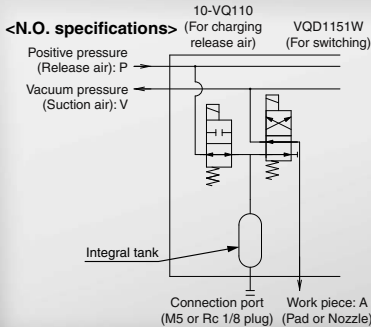 <N.O. specifications>
10-VQ110
(For charging
release air)
VQD1151W
(For switching)
Positive pressure
(Release air): P
Vacuum pressure
(Suction air): V
Integral tank
Connection port
(M5 or Rc 1/8 plug)
Work piece: A
(Pad or Nozzle)